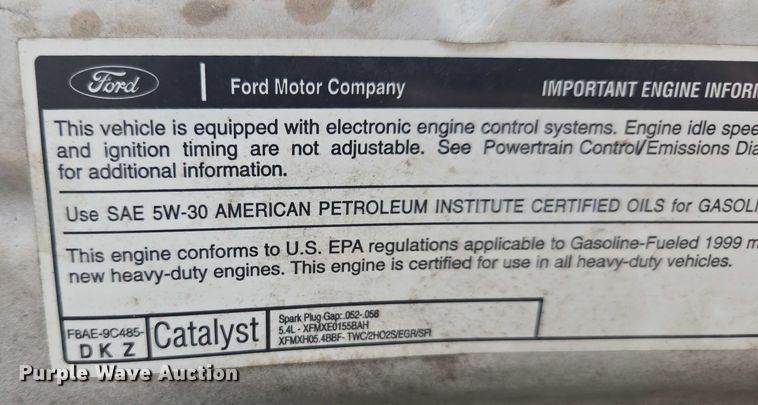 Ford | Ford Motor Company IMPORTANT ENGINE INFOR
This vehicle is equipped with electronic engine control systems. Engine idle spee
and ignition timing are not adjustable. See Powertrain Control/Emissions Dia
for additional information.
Use SAE 5W-30 AMERICAN PETROLEUM INSTITUTE CERTIFIED OILS for GASOLI
This engine conforms to U.S. EPA regulations applicable to Gasoline-Fueled 1999 m
new heavy-duty engines. This engine is certified for use in all heavy-duty vehicles.
F8AE-9C485-
DKZ
Catalyst
Spark Plug Gap: .052-.056
5.4L - XFMXE0155BAH
XFMXH05.4BBF- TWC/2HO2S/EGR/SFI
Purple Wave Auction